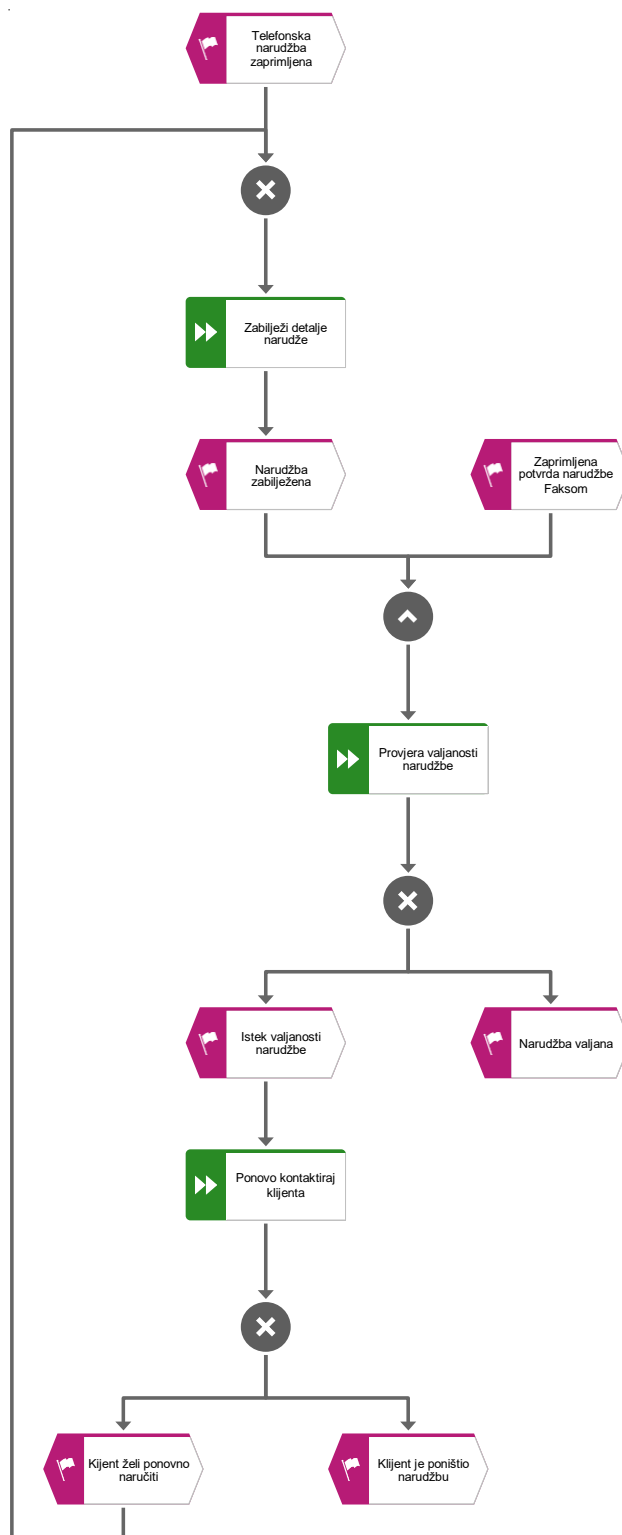 Telefonska
narudžba
zaprimljena
Zabilježi detalje
narudže
Narudžba
zabilježena
Zaprimljena
potvrda narudžbe
Faksom
Provjera valjanosti
narudžbe
Istek valjanosti
narudžbe
Narudžba valjana
Ponovo kontaktiraj
klijenta
Kijent želi ponovno
naručiti
Klijent je poništio
narudžbu